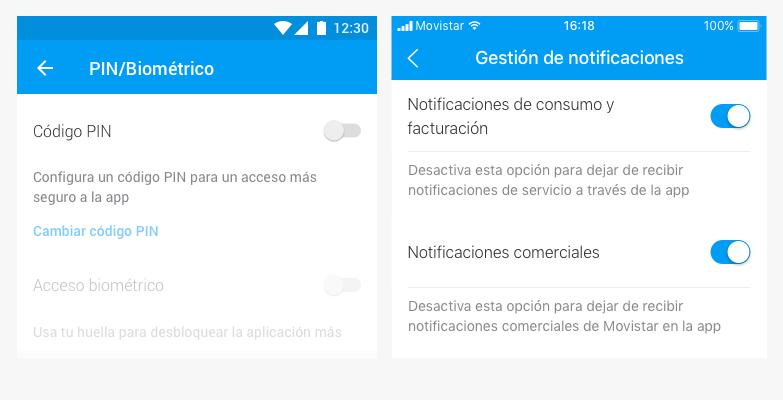 12:30
PIN/Biométrico
Código PIN
Configura un código PIN para un acceso más
seguro a la app
Cambiar código PIN
Acceso biométrico
Usa tu huella para desbloquear la aplicación más
Movistar 16:18 100%
Gestión de notificaciones
Notificaciones de consumo y
facturación
Desactiva esta opción para dejar de recibir
notificaciones de servicio a través de la app
Notificaciones comerciales
Desactiva esta opción para dejar de recibir
notificaciones comerciales de Movistar en la app